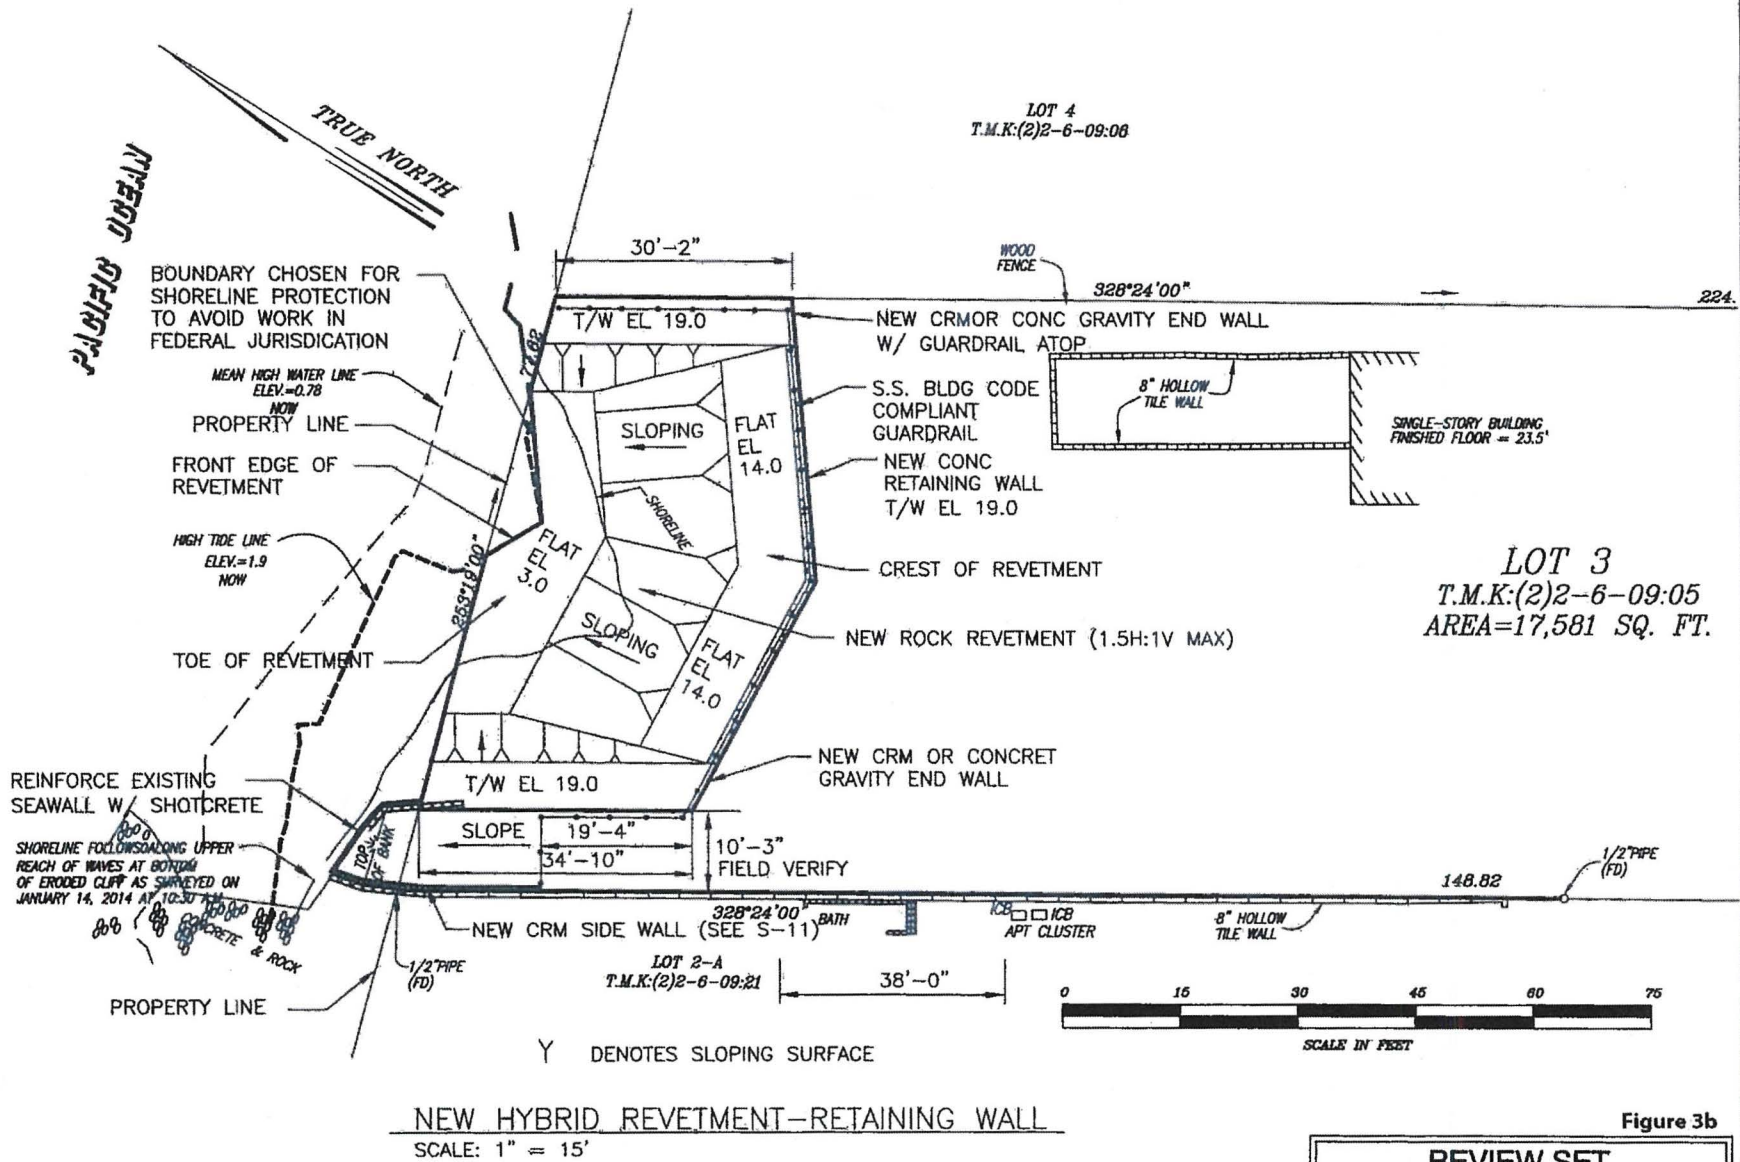 LOT 4
T.M.K:(2)2-6-09:06
TRUE NORTH
PACIFIC OCEAN
30'-2"
WOOD
FENCE
328°24'00"
224.
BOUNDARY CHOSEN FOR
SHORELINE PROTECTION
TO AVOID WORK IN
FEDERAL JURISDICATION
T/W EL 19.0
NEW CRMOR CONC GRAVITY END WALL
W/ GUARDRAIL ATOP
MEAN HIGH WATER LINE
ELEV.=0.78
NOW
PROPERTY LINE
8" HOLLOW
TILE WALL
S.S. BLDG CODE
COMPLIANT
GUARDRAIL
SINGLE-STORY BUILDING
FINISHED FLOOR = 23.5'
SLOPING
FLAT
EL
14.0
FRONT EDGE OF
REVETMENT
NEW CONC
RETAINING WALL
T/W EL 19.0
SHORELINE
HIGH TIDE LINE
ELEV.=1.9
NOW
FLAT
EL
3.0
253°19'00"
CREST OF REVETMENT
LOT 3
T.M.K:(2)2-6-09:05
AREA=17,581 SQ. FT.
SLOPING
NEW ROCK REVETMENT (1.5H:1V MAX)
TOE OF REVETMENT
FLAT
EL
14.0
NEW CRM OR CONCRET
GRAVITY END WALL
REINFORCE EXISTING
SEAWALL W. SHOTCRETE
T/W EL 19.0
SLOPE
19'-4"
34'-10"
10'-3"
FIELD VERIFY
TOP
OF BANK
SHORELINE FOLLOWSOALONG UPPER
REACH OF WAVES AT BOTTOM
OF ERODED CLIFF AS SURVEYED ON
JANUARY 14, 2014 AT 10:30 A.M.
& ROCK
1/2"PIPE
(FD)
148.82
328°24'00"
BATH
ICB
ICB
APT CLUSTER
8" HOLLOW
TILE WALL
NEW CRM SIDE WALL (SEE S-11)
1/2"PIPE
(FD)
LOT 2-A
T.M.K:(2)2-6-09:21
38'-0"
PROPERTY LINE
0 15 30 45 60 75
SCALE IN FEET
Y DENOTES SLOPING SURFACE
NEW HYBRID REVETMENT-RETAINING WALL
SCALE: 1" = 15'
Figure 3b
REVIEW SET